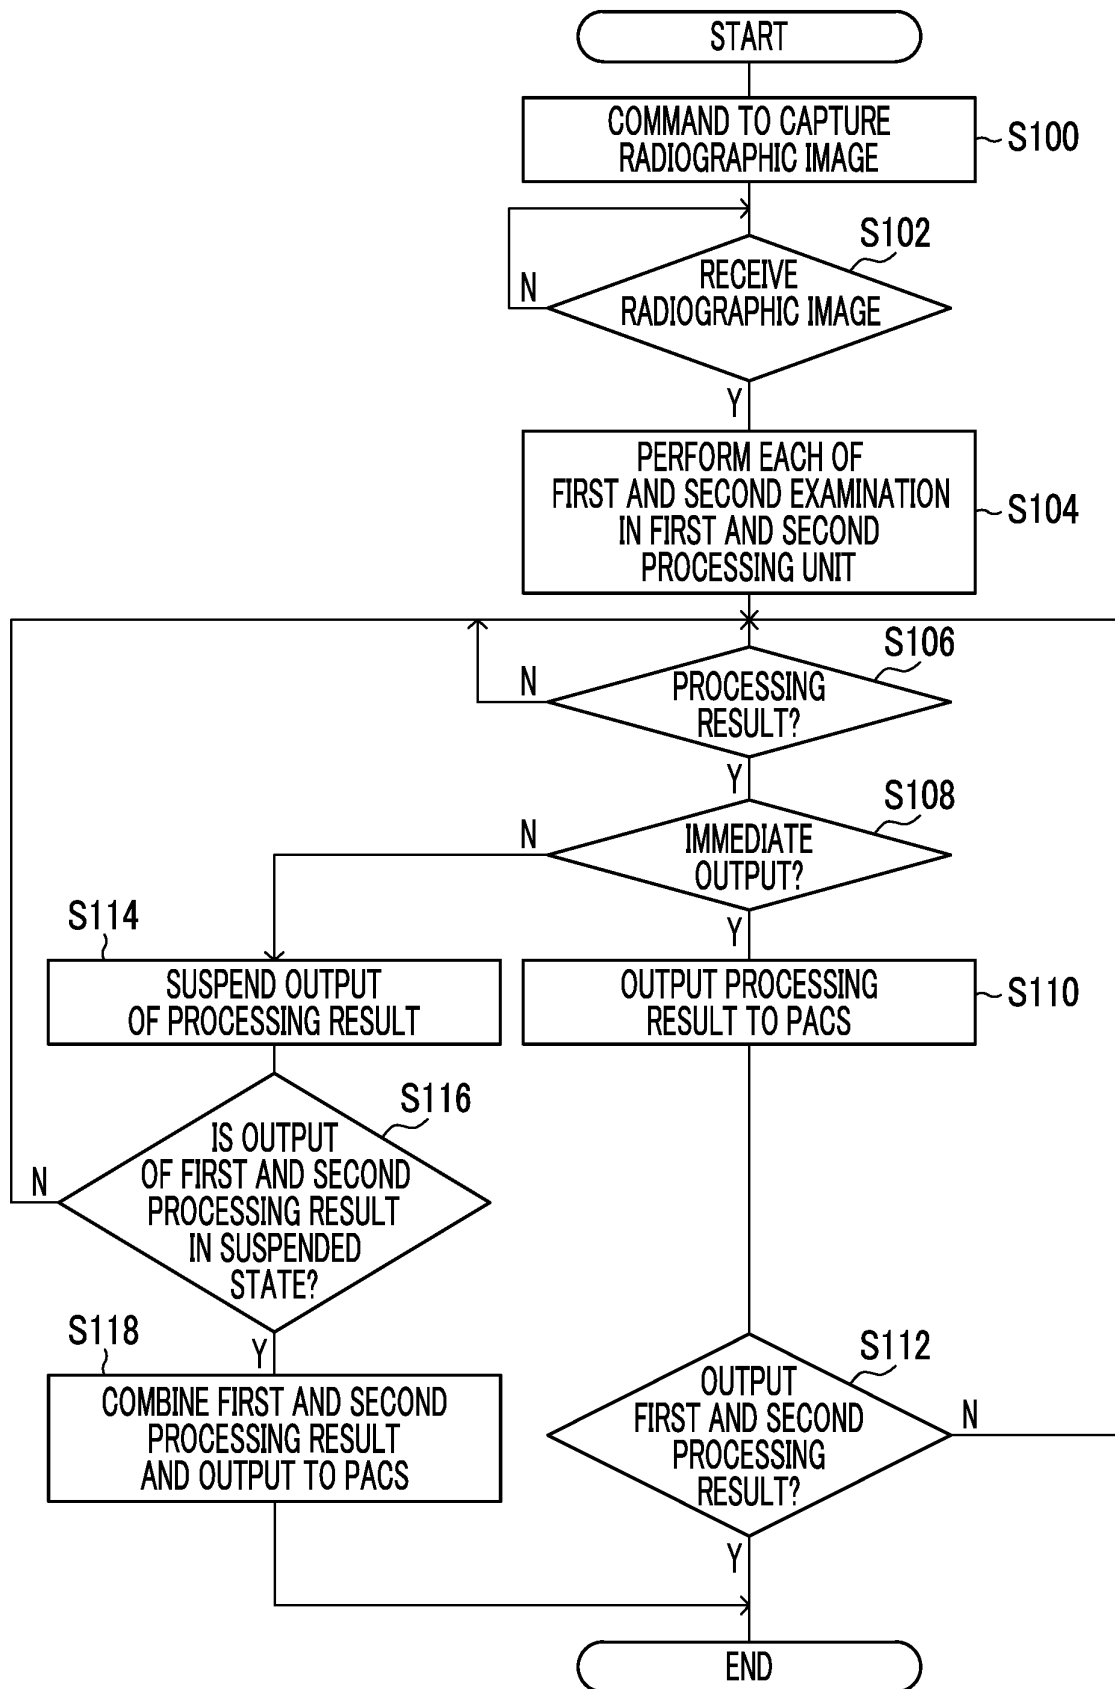 START
COMMAND TO CAPTURE
RADIOGRAPHIC IMAGE
S100
S102
RECEIVE
RADIOGRAPHIC IMAGE
N
Y
PERFORM EACH OF
FIRST AND SECOND EXAMINATION
IN FIRST AND SECOND
PROCESSING UNIT
S104
S106
PROCESSING
RESULT?
N
Y
S108
IMMEDIATE
OUTPUT?
N
Y
S114
SUSPEND OUTPUT
OF PROCESSING RESULT
OUTPUT PROCESSING
RESULT TO PACS
S110
S116
IS OUTPUT
OF FIRST AND SECOND
PROCESSING RESULT
IN SUSPENDED
STATE?
N
Y
S118
COMBINE FIRST AND SECOND
PROCESSING RESULT
AND OUTPUT TO PACS
S112
OUTPUT
FIRST AND SECOND
PROCESSING
RESULT?
N
Y
END